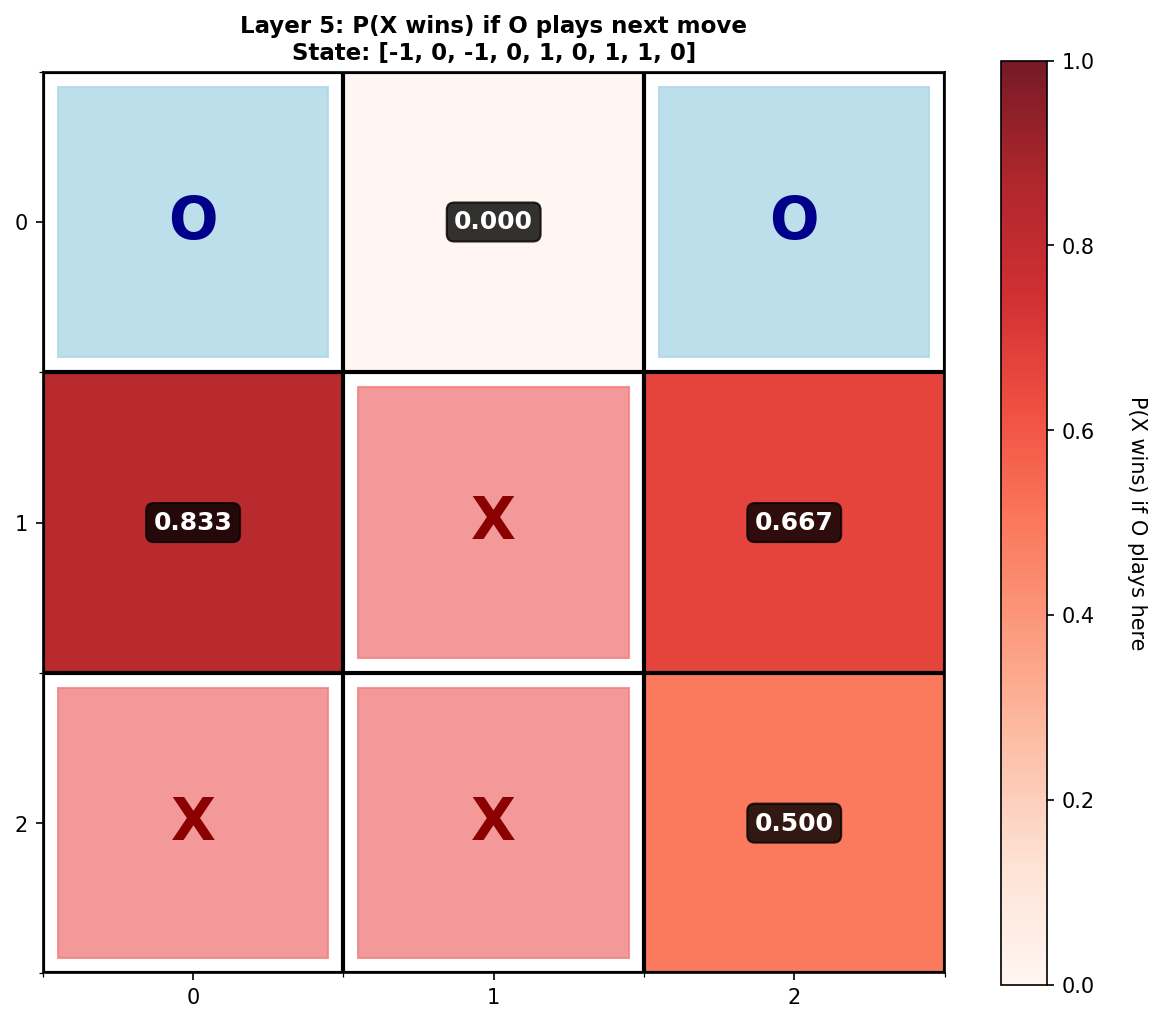 Layer 5: P(X wins) if O plays next move
State: [-1, 0, -1, 0, 1, 0, 1, 1, 0]
O
0.000
O
0.833
X
0.667
X
X
0.500
0
1
2
0
1
2
1.0
0.8
0.6
0.4
0.2
0.0
P(X wins) if O plays here